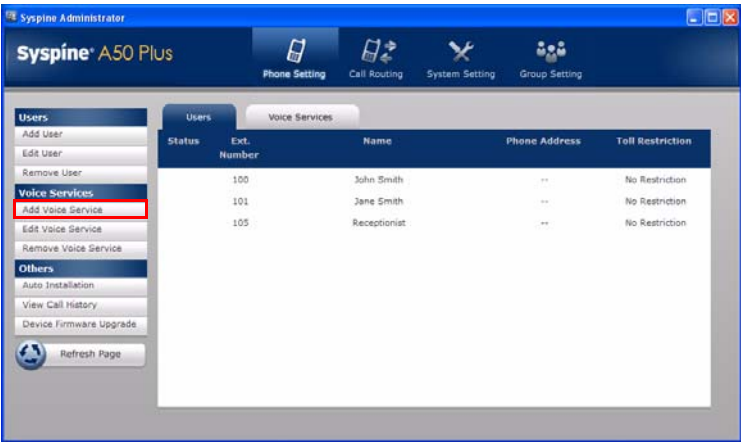 Syspine Administrator
Syspine® A50 Plus
Phone Setting Call Routing System Setting Group Setting
Users
Add User
Edit User
Remove User
Voice Services
Add Voice Service
Edit Voice Service
Remove Voice Service
Others
Auto Installation
View Call History
Device Firmware Upgrade
Refresh Page
Users Voice Services
Status Ext. Number Name Phone Address Toll Restriction
100 John Smith -- No Restriction
101 Jane Smith -- No Restriction
105 Receptionist -- No Restriction